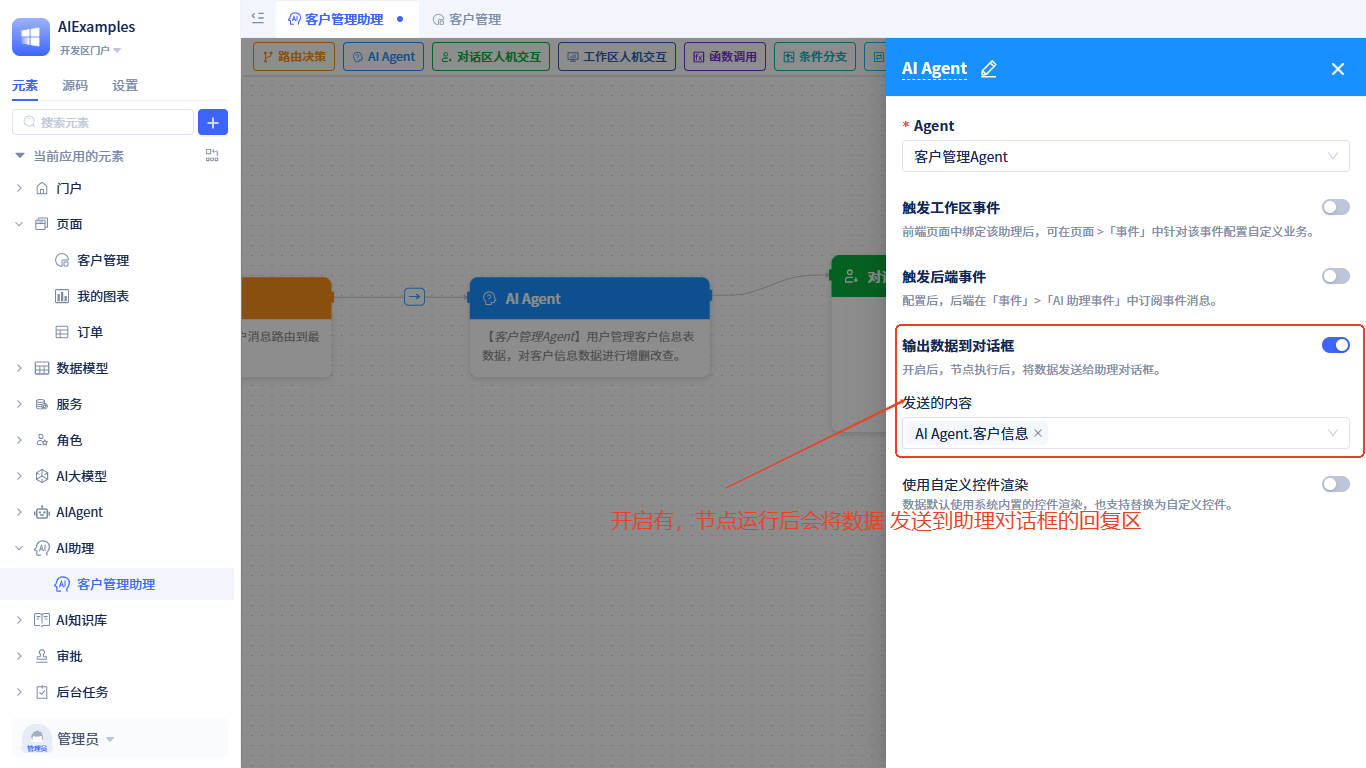 AIExamples
开发区门户
元素
源码
设置
搜索元素
当前应用的元素
门户
页面
客户管理
我的图表
订单
数据模型
服务
角色
AI大模型
AIAgent
AI助理
客户管理助理
AI知识库
审批
后台任务
管理员
管理员
客户管理助理
客户管理
路由决策
AI Agent
对话区人机交互
工作区人机交互
函数调用
条件分支
户消息路由到最
AI Agent
【客户管理Agent】用户管理客户信息表
数据，对客户信息数据进行增删改查。
对话
AI Agent
* Agent
客户管理Agent
触发工作区事件
前端页面中绑定该助理后，可在页面 >「事件」中针对该事件配置自定义业务。
触发后端事件
配置后，后端在「事件」>「AI 助理事件」中订阅事件消息。
输出数据到对话框
开启后，节点执行后，将数据发送给助理对话框。
发送的内容
AI Agent.客户信息
使用自定义控件渲染
数据默认使用系统内置的控件渲染，也支持替换为自定义控件。
开启有，节点运行后会将数据 发送到助理对话框的回复区